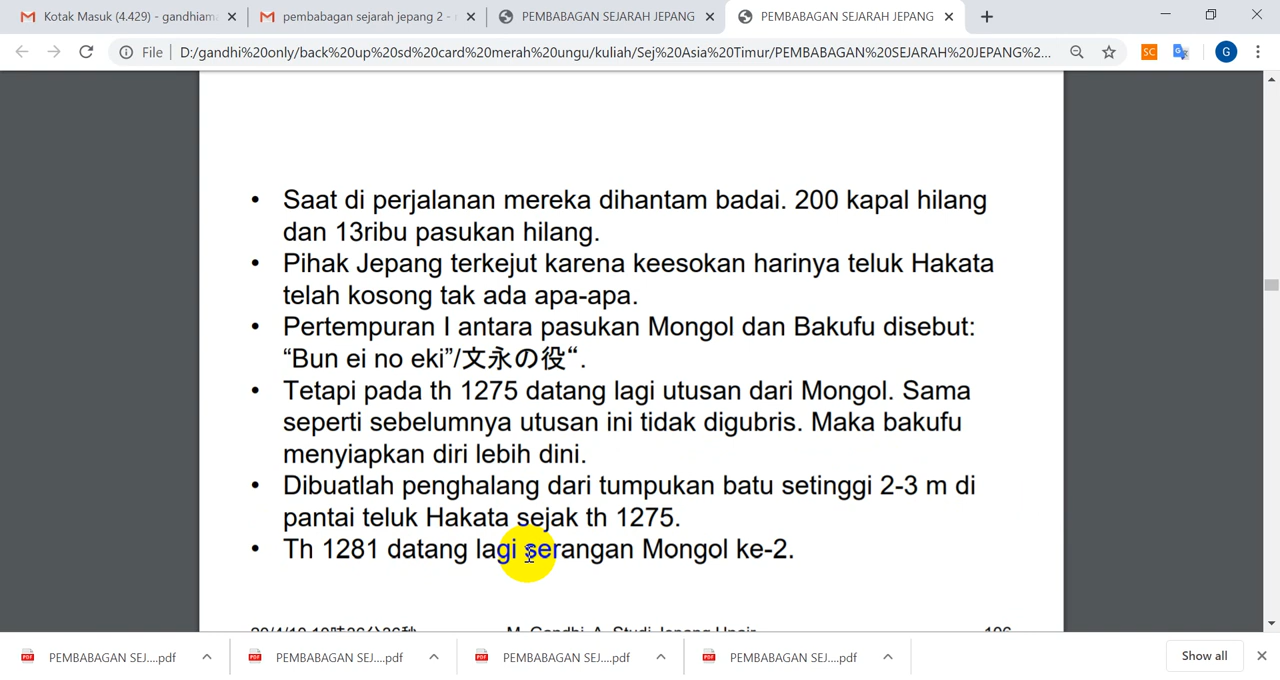 Kotak Masuk (4.429) - gandhiam
pembabagan sejarah jepang 2 -
PEMBABAGAN SEJARAH JEPANG
PEMBABAGAN SEJARAH JEPANG
File
D:/gandhi%20only/back%20up%20sd%20card%20merah%20ungu/kuliah/Sej%20Asia%20Timur/PEMBABAGAN%20SEJARAH%20JEPANG%2...
SC
G
• Saat di perjalanan mereka dihantam badai. 200 kapal hilang
dan 13ribu pasukan hilang.
• Pihak Jepang terkejut karena keesokan harinya teluk Hakata
telah kosong tak ada apa-apa.
• Pertempuran I antara pasukan Mongol dan Bakufu disebut:
“Bun ei no eki”/文永の役“.
• Tetapi pada th 1275 datang lagi utusan dari Mongol. Sama
seperti sebelumnya utusan ini tidak digubris. Maka bakufu
menyiapkan diri lebih dini.
• Dibuatlah penghalang dari tumpukan batu setinggi 2-3 m di
pantai teluk Hakata sejak th 1275.
• Th 1281 datang lagi serangan Mongol ke-2.
M. Gandhi. A. Studi Jepang Unair
PEMBABAGAN SEJ....pdf
PEMBABAGAN SEJ....pdf
PEMBABAGAN SEJ....pdf
PEMBABAGAN SEJ....pdf
Show all